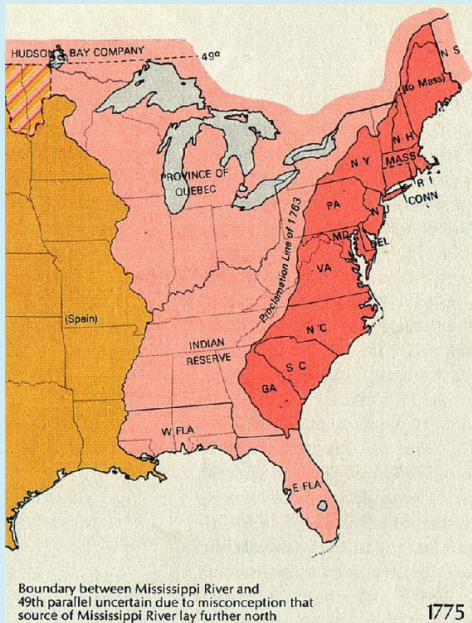 HUDSON BAY COMPANY
49º
N S
(to Mass)
N H
N Y
MASS
R I
CONN
PROVINCE OF
QUEBEC
PA
N J
Proclamation Line of 1763
MD
DEL
VA
(Spain)
N C
INDIAN
RESERVE
S C
GA
W FLA
E FLA
Boundary between Mississippi River and
49th parallel uncertain due to misconception that
source of Mississippi River lay further north
1775